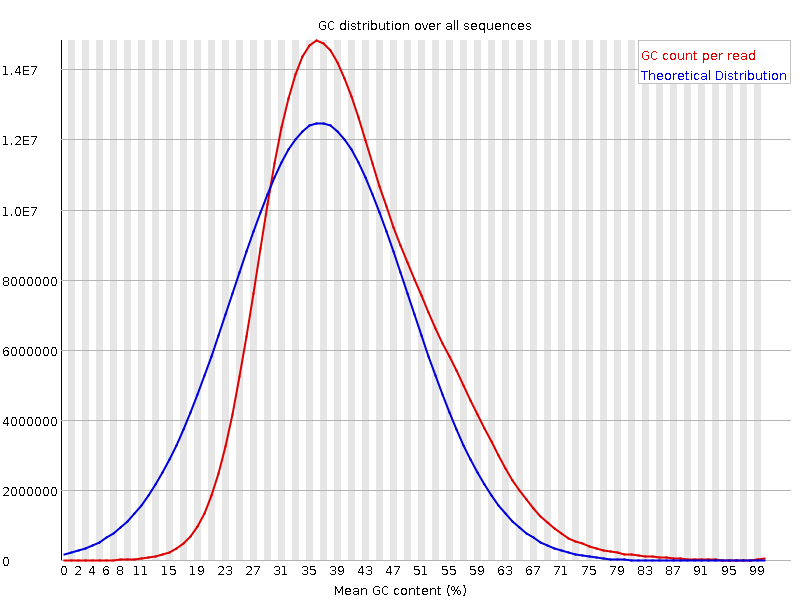 GC distribution over all sequences
GC count per read
Theoretical Distribution
1.4E7
1.2E7
1.0E7
8000000
6000000
4000000
2000000
0
0 2 4 6 8 11 15 19 23 27 31 35 39 43 47 51 55 59 63 67 71 75 79 83 87 91 95 99
Mean GC content (%)